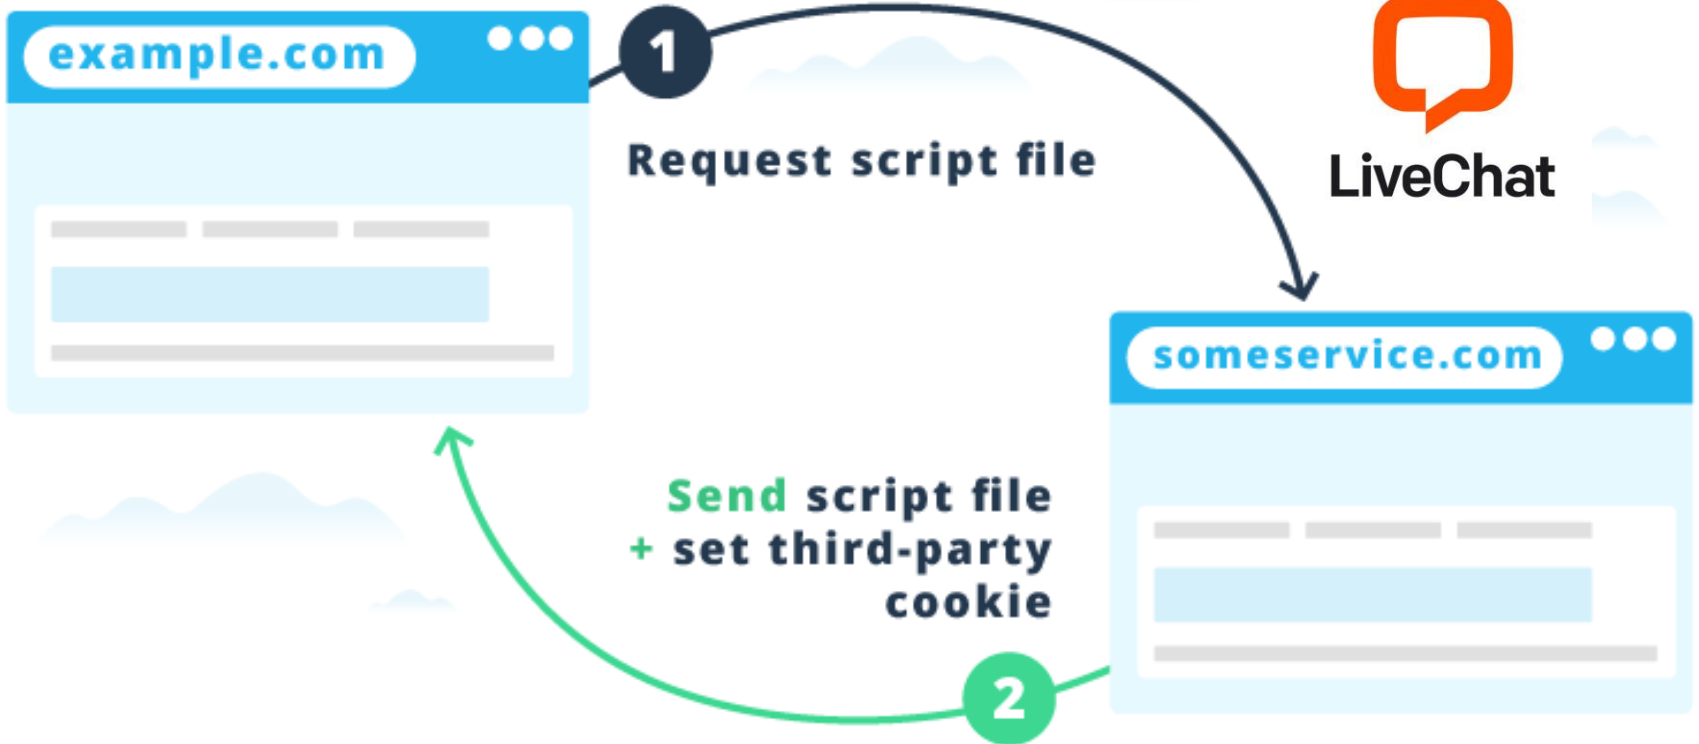 example.com
1
Request script file
LiveChat
someservice.com
Send script file
+ set third-party
cookie
2